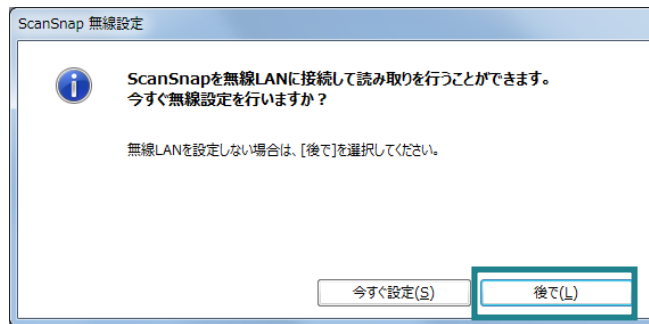 ScanSnap 無線設定
ScanSnapを無線LANに接続して読み取りを行うことができます。
今すぐ無線設定を行いますか？
無線LANを設定しない場合は、[後で]を選択してください。
今すぐ設定(S)
後で(L)